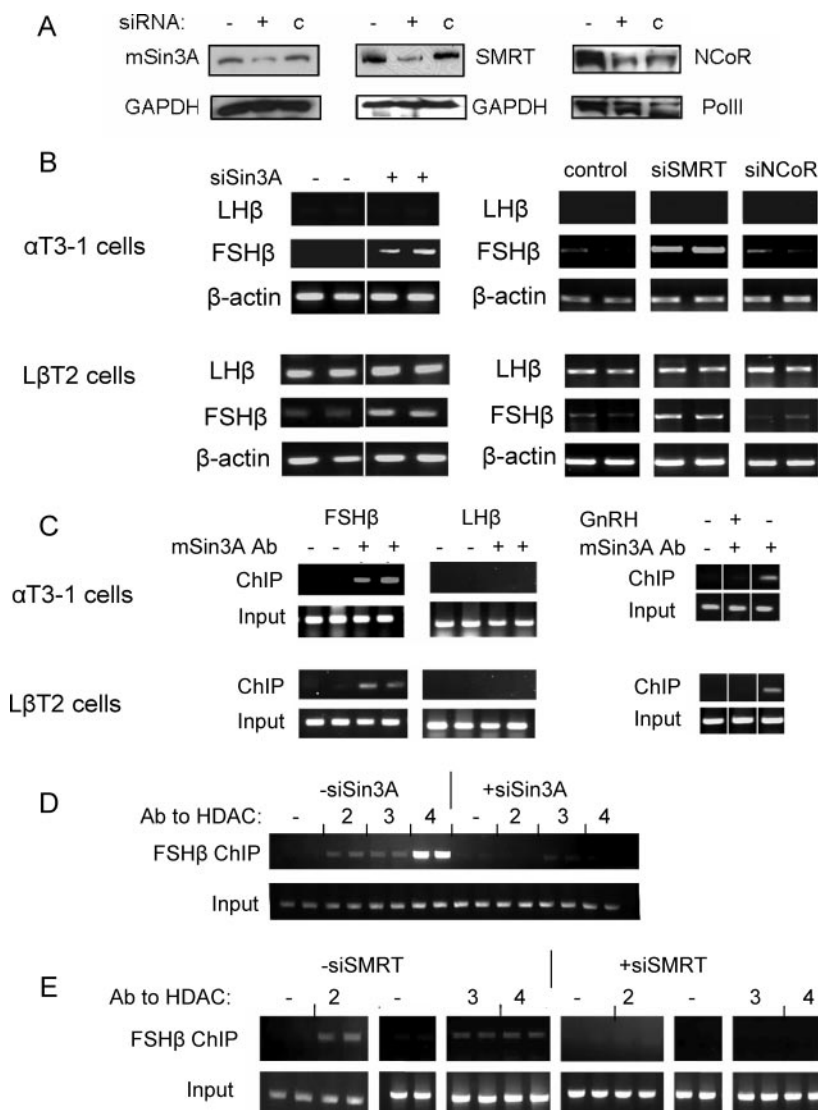 A
siRNA: - + c - + c - + c
mSin3A SMRT NCoR
GAPDH GAPDH PolII
B
siSin3A - - + + control siSMRT siNCoR
LHβ LHβ
αT3-1 cells FSHβ FSHβ
β-actin β-actin
LβT2 cells LHβ LHβ
FSHβ FSHβ
β-actin β-actin
C
FSHβ LHβ GnRH - + -
mSin3A Ab - - + + - - + + mSin3A Ab - + +
αT3-1 cells ChIP ChIP
Input Input
LβT2 cells ChIP ChIP
Input Input
D
-siSin3A +siSin3A
Ab to HDAC: - 2 3 4 - 2 3 4
FSHβ ChIP
Input
E
-siSMRT +siSMRT
Ab to HDAC: - 2 - 3 4 - 2 - 3 4
FSHβ ChIP
Input